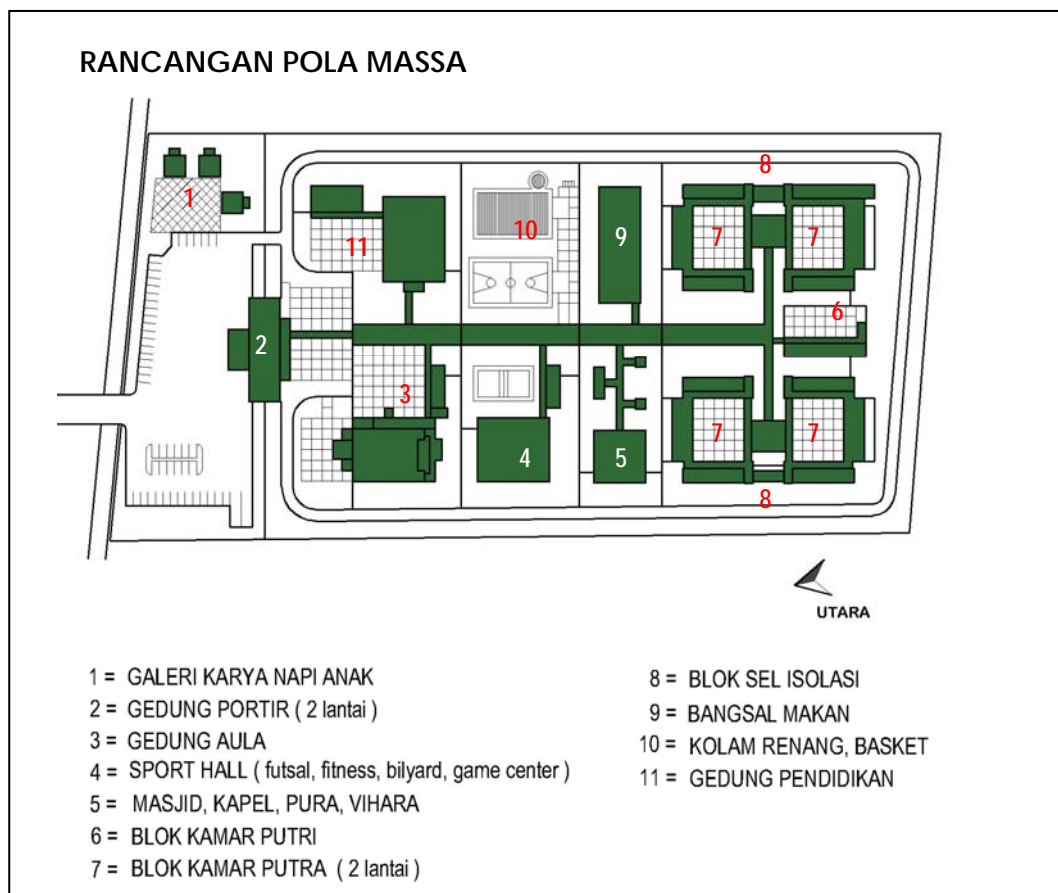 RANCANGAN POLA MASSA
8
1
10
9
7
7
11
6
2
3
7
7
4
5
8
UTARA
1 = GALERI KARYA NAPI ANAK
2 = GEDUNG PORTIR ( 2 lantai )
3 = GEDUNG AULA
4 = SPORT HALL ( futsal, fitness, bilyard, game center )
5 = MASJID, KAPEL, PURA, VIHARA
6 = BLOK KAMAR PUTRI
7 = BLOK KAMAR PUTRA ( 2 lantai )
8 = BLOK SEL ISOLASI
9 = BANGSAL MAKAN
10 = KOLAM RENANG, BASKET
11 = GEDUNG PENDIDIKAN